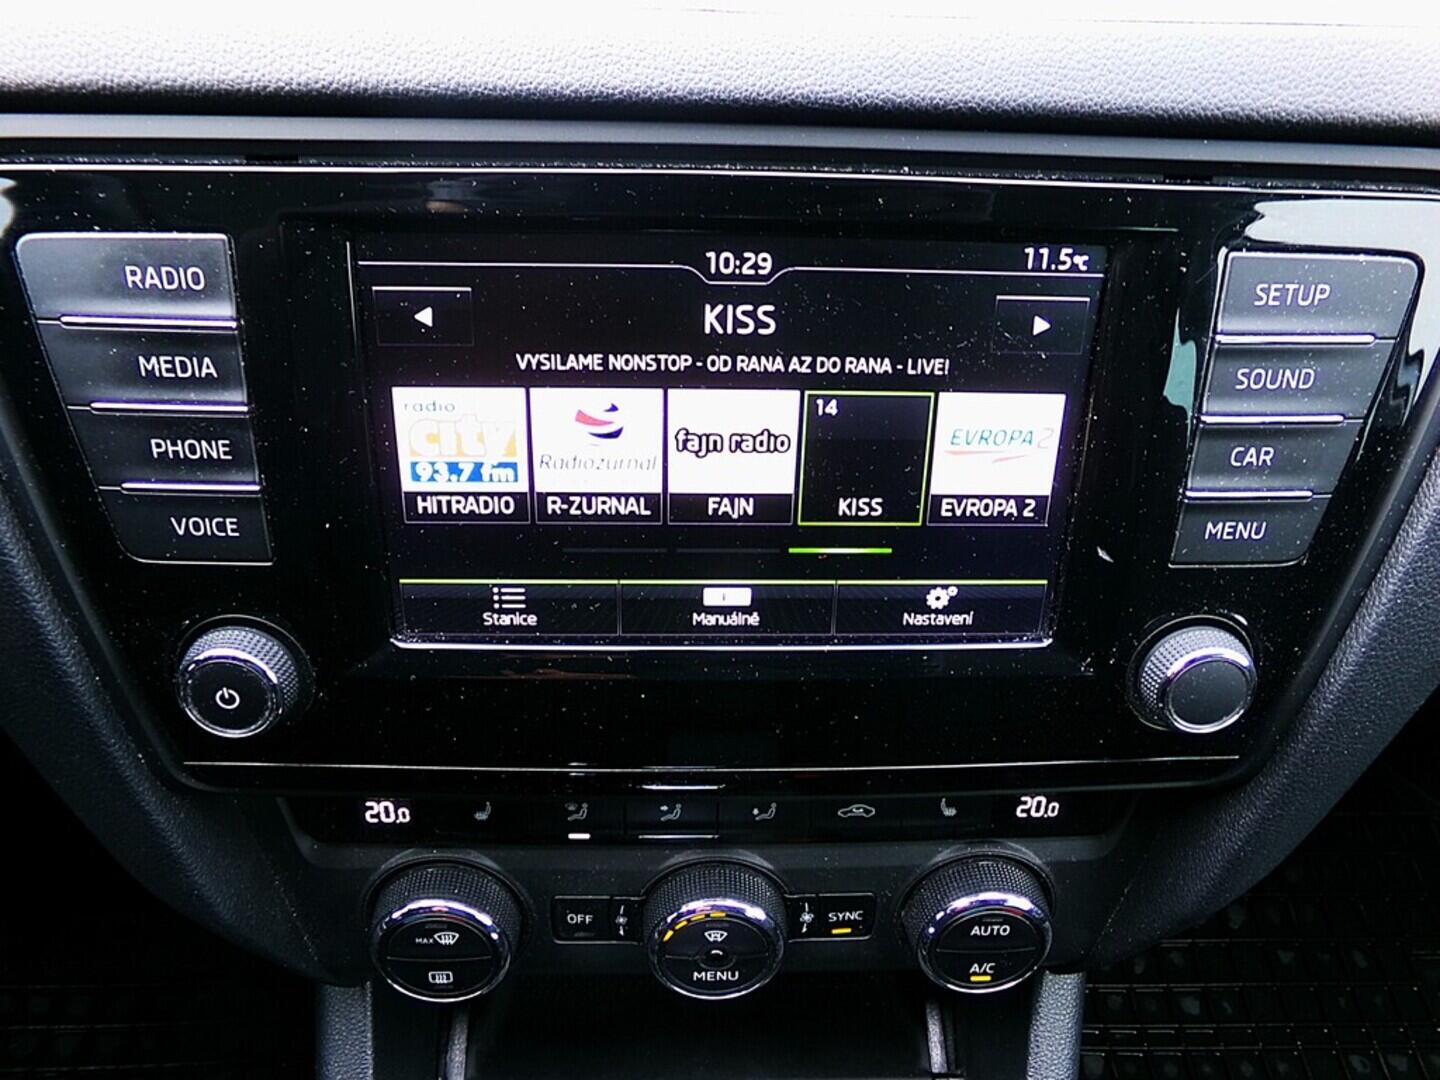 10:29
11.5°C
RADIO
SETUP
KISS
MEDIA
VYSILAME NONSTOP - OD RANA AZ DO RANA - LIVE!
SOUND
radio
city
93.7 fm
HITRADIO
Radiozurnal
R-ZURNAL
fajn radio
FAJN
14
KISS
EVROPA 2
EVROPA 2
PHONE
CAR
VOICE
MENU
Stanice
Manuálně
Nastavení
20.0
20.0
MAX
OFF
MENU
SYNC
AUTO
A/C